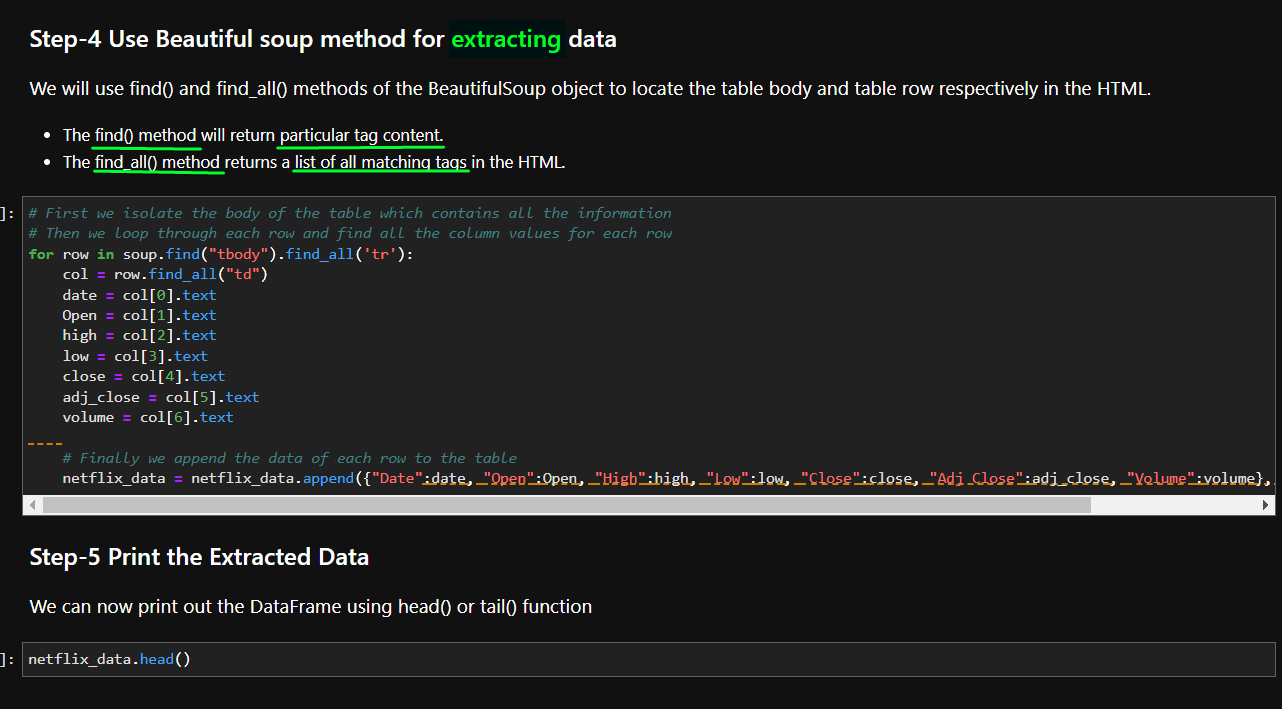 Step-4 Use Beautiful soup method for extracting data
We will use find() and find_all() methods of the BeautifulSoup object to locate the table body and table row respectively in the HTML.
• The find() method will return particular tag content.
• The find_all() method returns a list of all matching tags in the HTML.
]:
# First we isolate the body of the table which contains all the information
# Then we loop through each row and find all the column values for each row
for row in soup.find("tbody").find_all('tr'):
    col = row.find_all("td")
    date = col[0].text
    Open = col[1].text
    high = col[2].text
    low = col[3].text
    close = col[4].text
    adj_close = col[5].text
    volume = col[6].text
    # Finally we append the data of each row to the table
    netflix_data = netflix_data.append({"Date":date, "Open":Open, "High":high, "Low":low, "Close":close, "Adj Close":adj_close, "Volume":volume},
Step-5 Print the Extracted Data
We can now print out the DataFrame using head() or tail() function
]:
netflix_data.head()